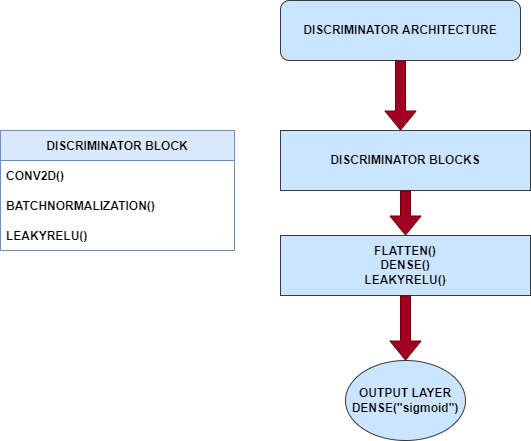 DISCRIMINATOR ARCHITECTURE
DISCRIMINATOR BLOCK
CONV2D()
BATCHNORMALIZATION()
LEAKYRELU()
DISCRIMINATOR BLOCKS
FLATTEN()
DENSE()
LEAKYRELU()
OUTPUT LAYER
DENSE("sigmoid")